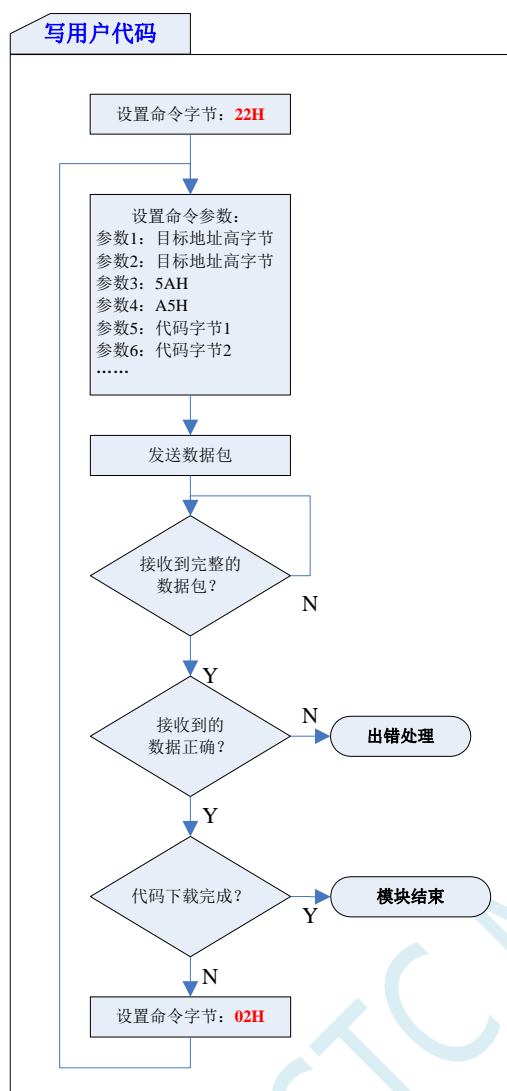 写用户代码
设置命令字节：22H
设置命令参数：
参数1：目标地址高字节
参数2：目标地址高字节
参数3：5AH
参数4：A5H
参数5：代码字节1
参数6：代码字节2
……
发送数据包
接收到完整的
数据包？
N
Y
接收到的
数据正确？
N
出错处理
Y
代码下载完成？
Y
模块结束
N
设置命令字节：02H
STC